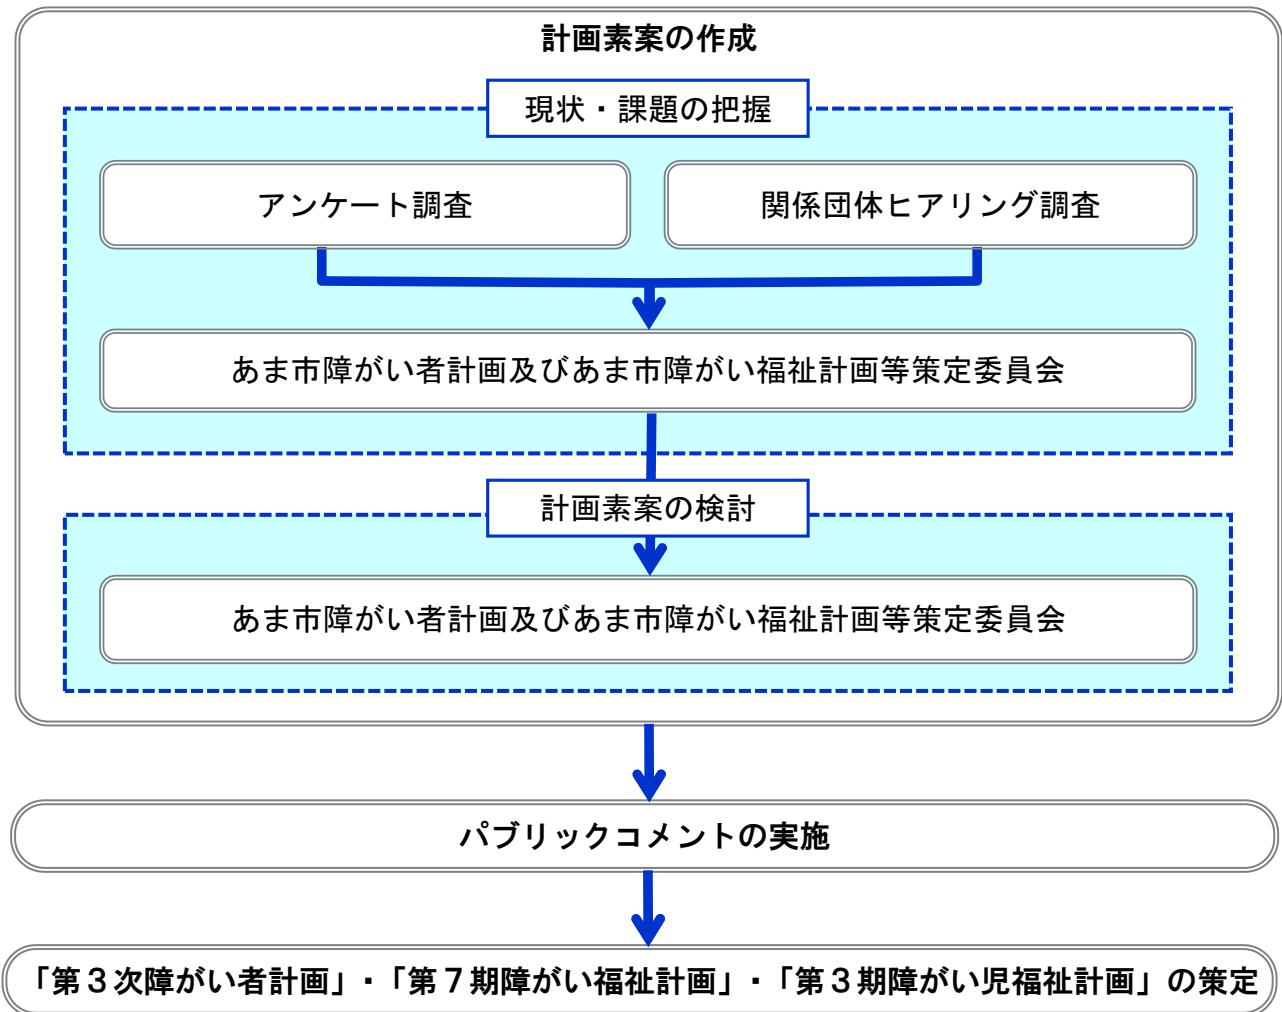 計画素案の作成
現状・課題の把握
アンケート調査
関係団体ヒアリング調査
あま市障がい者計画及びあま市障がい福祉計画等策定委員会
計画素案の検討
あま市障がい者計画及びあま市障がい福祉計画等策定委員会
パブリックコメントの実施
「第３次障がい者計画」・「第７期障がい福祉計画」・「第３期障がい児福祉計画」の策定